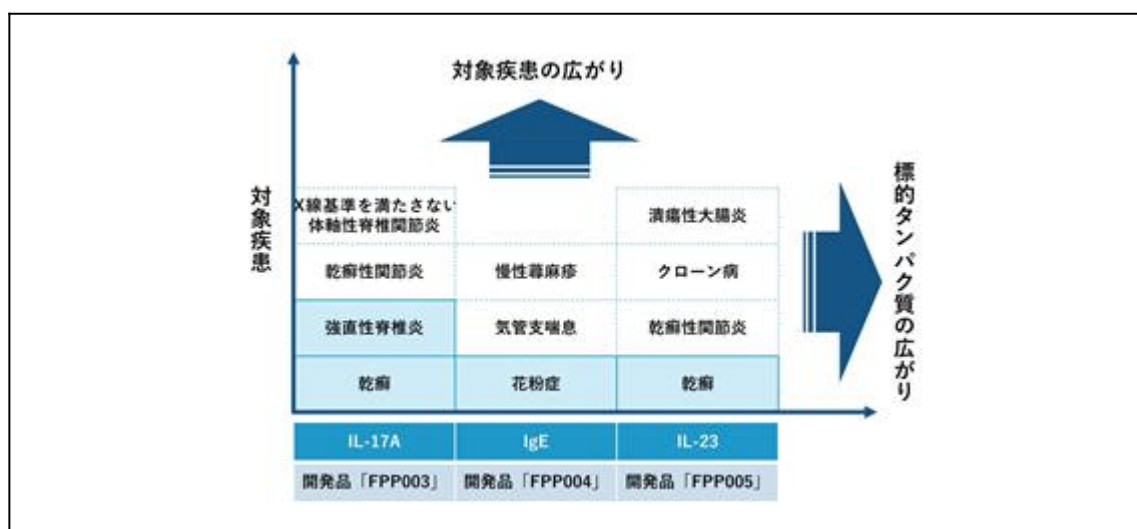 対象疾患の広がり
対象疾患
X線基準を満たさない
体軸性脊椎関節炎
潰瘍性大腸炎
乾癬性関節炎
慢性蕁麻疹
クローン病
強直性脊椎炎
気管支喘息
乾癬性関節炎
乾癬
花粉症
乾癬
標的タンパク質の広がり
IL-17A
IgE
IL-23
開発品「FPP003」
開発品「FPP004」
開発品「FPP005」